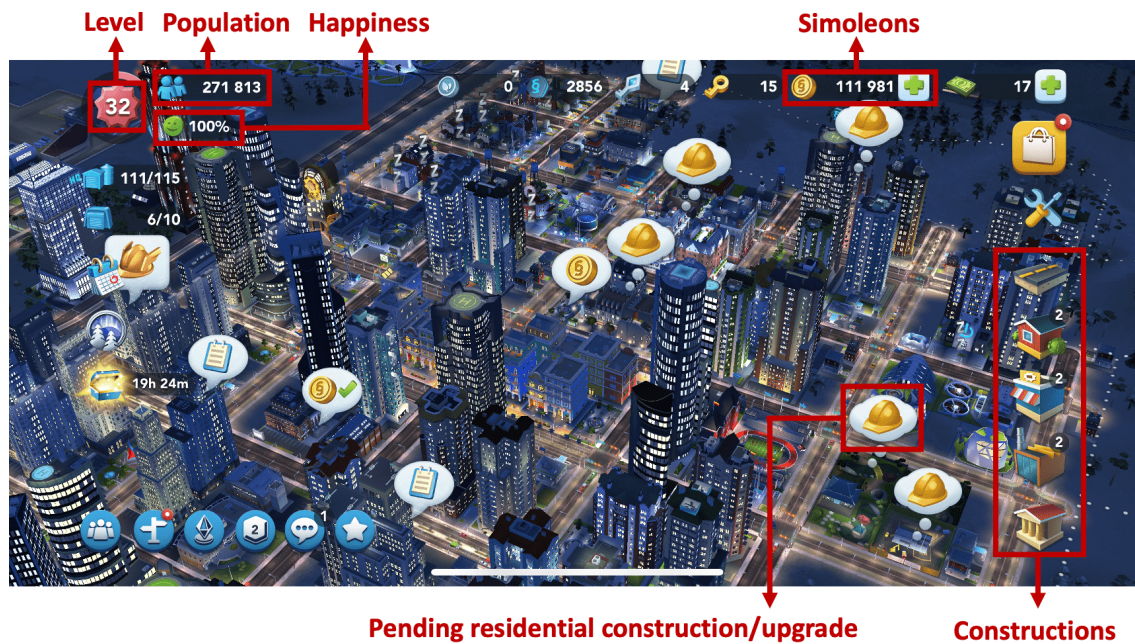 Level
Population
Happiness
Simoleons
32
271 813
0
2856
4
15
111 981
17
100%
111/115
6/10
2
19h 24m
2
2
2
1
Pending residential construction/upgrade
Constructions